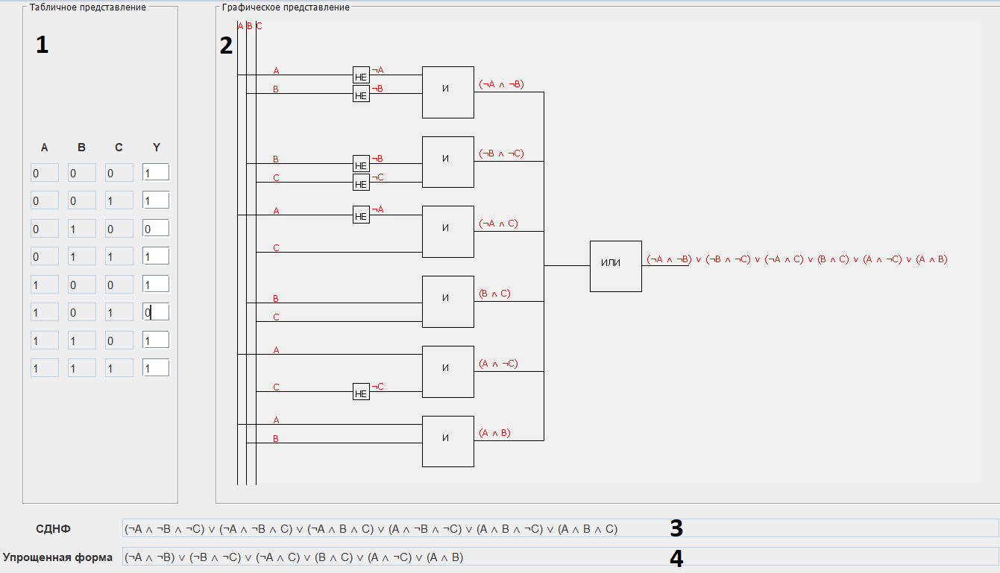 Табличное представление
1
A B C Y
0 0 0 1
0 0 1 1
0 1 0 0
0 1 1 1
1 0 0 1
1 0 1 0
1 1 0 1
1 1 1 1
Графическое представление
2
A B C
A НЕ ¬A
B НЕ ¬B
И (¬A ∧ ¬B)
B НЕ ¬B
C НЕ ¬C
И (¬B ∧ ¬C)
A НЕ ¬A
C
И (¬A ∧ C)
B
C
И (B ∧ C)
A
C НЕ ¬C
И (A ∧ ¬C)
A
B
И (A ∧ B)
ИЛИ (¬A ∧ ¬B) ∨ (¬B ∧ ¬C) ∨ (¬A ∧ C) ∨ (B ∧ C) ∨ (A ∧ ¬C) ∨ (A ∧ B)
СДНФ (¬A ∧ ¬B ∧ ¬C) ∨ (¬A ∧ ¬B ∧ C) ∨ (¬A ∧ B ∧ C) ∨ (A ∧ ¬B ∧ ¬C) ∨ (A ∧ B ∧ ¬C) ∨ (A ∧ B ∧ C) 3
Упрощенная форма (¬A ∧ ¬B) ∨ (¬B ∧ ¬C) ∨ (¬A ∧ C) ∨ (B ∧ C) ∨ (A ∧ ¬C) ∨ (A ∧ B) 4